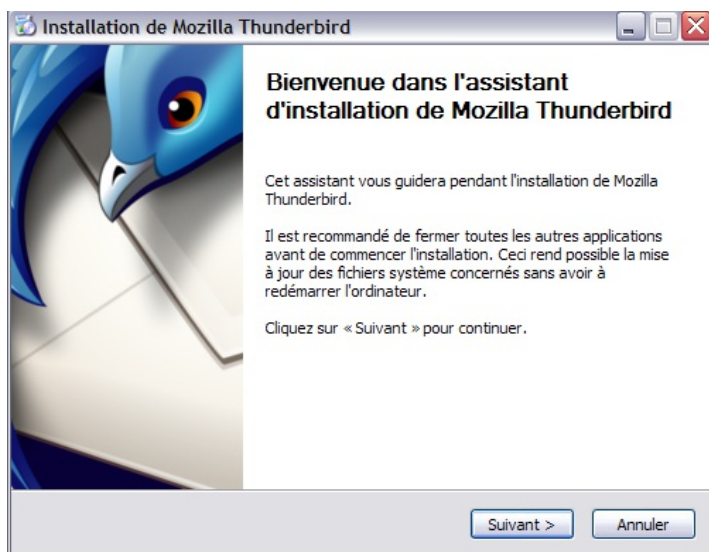 Installation de Mozilla Thunderbird
Bienvenue dans l'assistant
d'installation de Mozilla Thunderbird
Cet assistant vous guidera pendant l'installation de Mozilla
Thunderbird.
Il est recommandé de fermer toutes les autres applications
avant de commencer l'installation. Ceci rend possible la mise
à jour des fichiers système concernés sans avoir à
redémarrer l'ordinateur.
Cliquez sur « Suivant » pour continuer.
Suivant >
Annuler